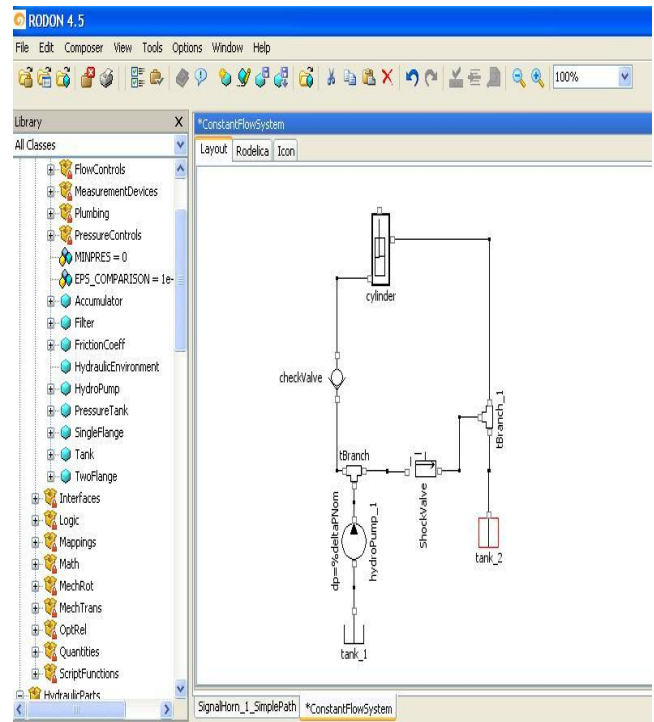 RODON 4.5
File Edit Composer View Tools Options Window Help
100%
Library X
*ConstantFlowSystem
All Classes
Layout Rodelica Icon
FlowControls
MeasurementDevices
Plumbing
PressureControls
MINPRES = 0
EPS_COMPARISON = 1e-
Accumulator
Filter
FrictionCoeff
HydraulicEnvironment
HydroPump
PressureTank
SingleFlange
Tank
TwoFlange
Interfaces
Logic
Mappings
Math
MechRot
MechTrans
OptRel
Quantities
ScriptFunctions
HydraulicParts
cylinder
checkValve
tBranch_1
tBranch
ShockValve
dp=%deltaPNom
hydroPump_1
tank_2
tank_1
SignalHorn_1_SimplePath *ConstantFlowSystem